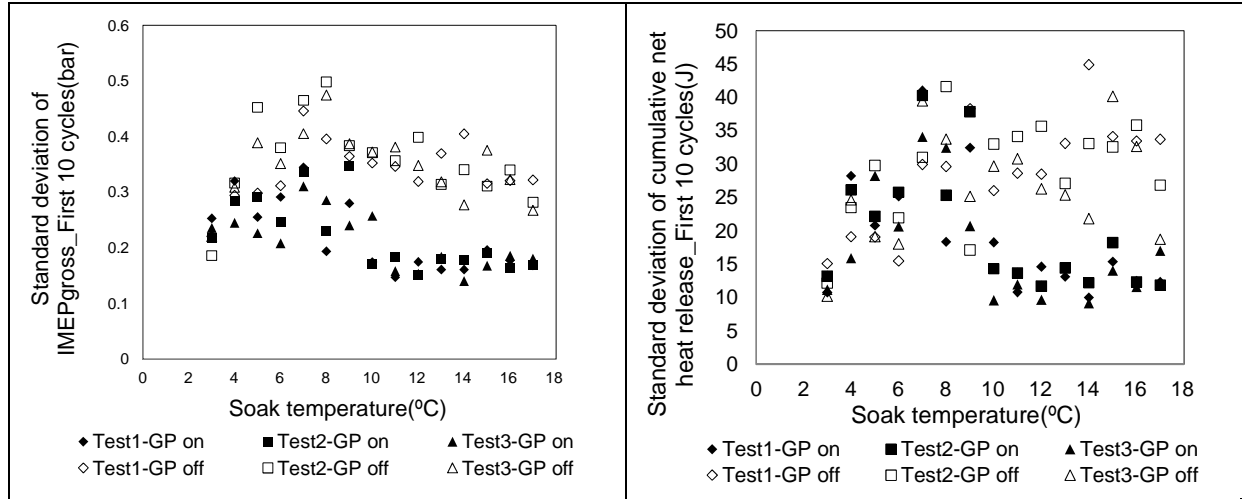 Standard deviation of
IMEPgross_First 10 cycles(bar)
0.6
0.5
0.4
0.3
0.2
0.1
0
0 2 4 6 8 10 12 14 16 18
Soak temperature(ºC)
Test1-GP on Test2-GP on Test3-GP on
Test1-GP off Test2-GP off Test3-GP off
Standard deviation of cumulative net
heat release_First 10 cycles(J)
50
45
40
35
30
25
20
15
10
5
0
0 2 4 6 8 10 12 14 16 18
Soak temperature(ºC)
Test1-GP on Test2-GP on Test3-GP on
Test1-GP off Test2-GP off Test3-GP off